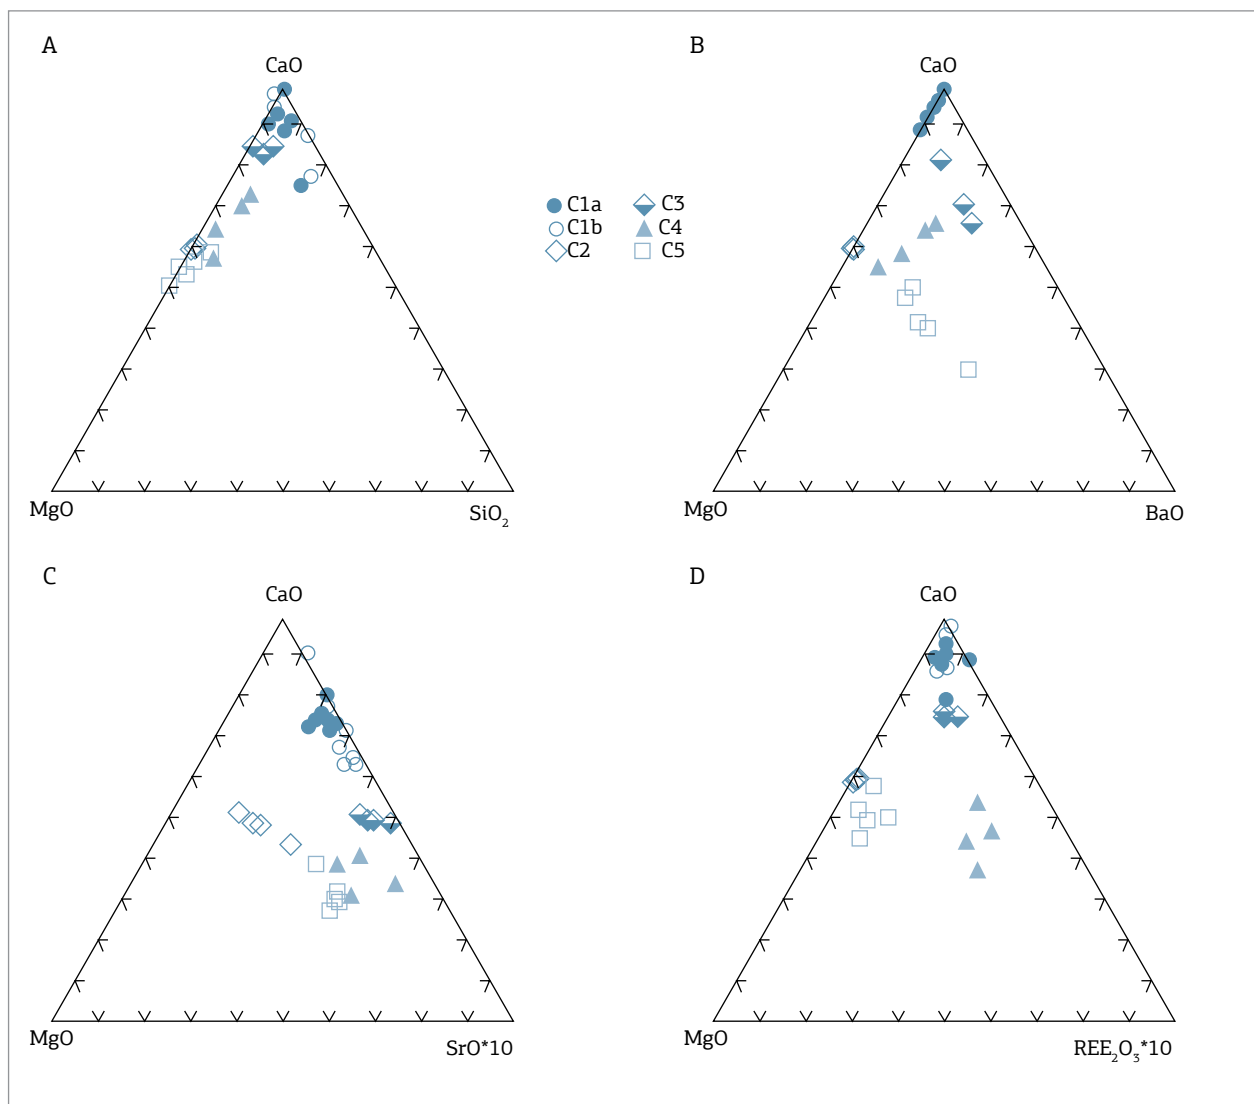 A
CaO
MgO
SiO₂
B
CaO
MgO
BaO
C1a
C3
C1b
C4
C2
C5
C
CaO
MgO
SrO*10
D
CaO
MgO
REE₂O₃*10